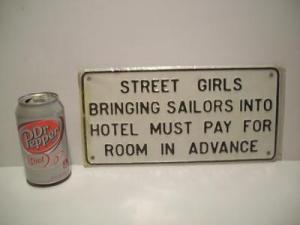 Dr
Pepper
Diet
STREET GIRLS
BRINGING SAILORS INTO
HOTEL MUST PAY FOR
ROOM IN ADVANCE